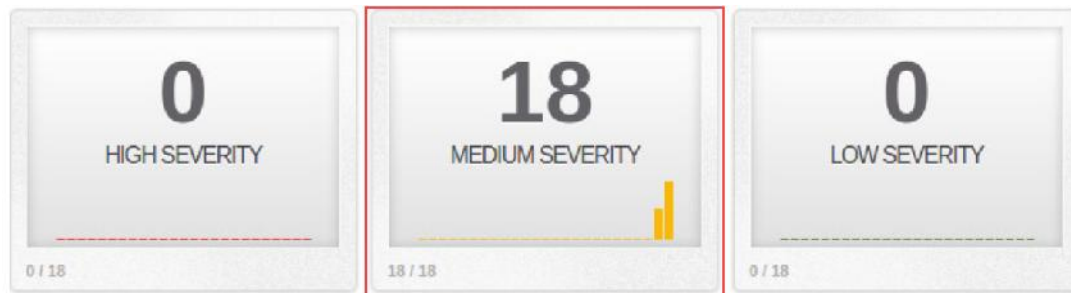 0
HIGH SEVERITY
0 / 18
18
MEDIUM SEVERITY
18 / 18
0
LOW SEVERITY
0 / 18